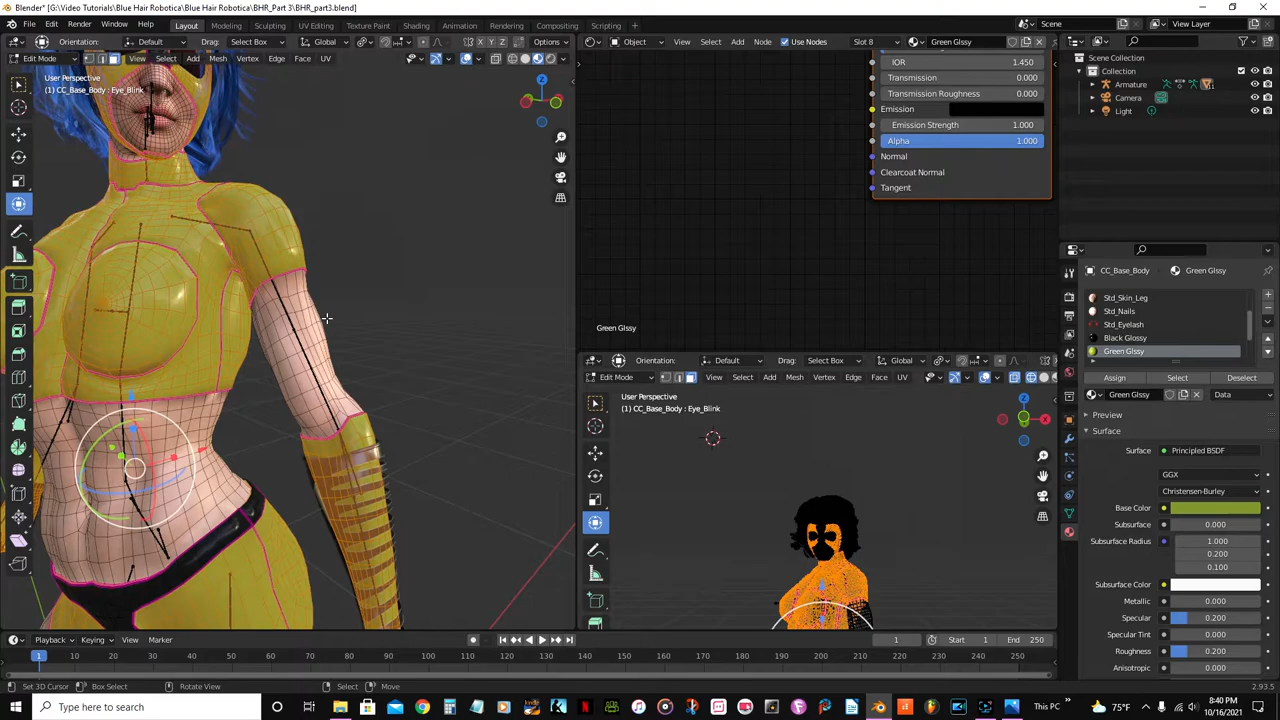 Blender* [G:\Video Tutorials\Blue Hair Robotica\BHR_Part 3\BHR_part3.blend]
File Edit Render Window Help Layout Modeling Sculpting UV Editing Texture Paint Shading Animation Rendering Compositing Scripting Scene View Layer
Orientation: Default Drag: Select Box Global X Y Z Options
Object View Select Add Node Use Nodes Slot 8 Green Glssy
Edit Mode View Select Add Mesh Vertex Edge Face UV
User Perspective
(1) CC_Base_Body : Eye_Blink
Z
IOR 1.450
Transmission 0.000
Transmission Roughness 0.000
Emission
Emission Strength 1.000
Alpha 1.000
Normal
Clearcoat Normal
Tangent
Green Glssy
Scene Collection
Collection
Armature
Camera
Light
CC_Base_Body Green Glssy
Std_Skin_Leg
Std_Nails
Std_Eyelash
Black Glossy
Green Glssy
Assign Select Deselect
Green Glssy Data
Preview
Surface
Surface Principled BSDF
GGX
Christensen-Burley
Base Color
Subsurface 0.000
Subsurface Radius 1.000
0.200
0.100
Subsurface Color
Metallic 0.000
Specular 0.200
Specular Tint 0.000
Roughness 0.200
Anisotropic 0.000
Orientation: Default Drag: Select Box Global
Edit Mode View Select Add Mesh Vertex Edge Face UV
User Perspective
(1) CC_Base_Body : Eye_Blink
Z
X
Playback Keying View Marker 1 Start 1 End 250
1 10 20 30 40 50 60 70 80 90 100 110 120 130 140 150 160 170 180 190 200 210 220 230 240 250
Set 3D Cursor Box Select Rotate View Select Move 2.93.5
Type here to search This PC 75°F 8:40 PM
10/16/2021